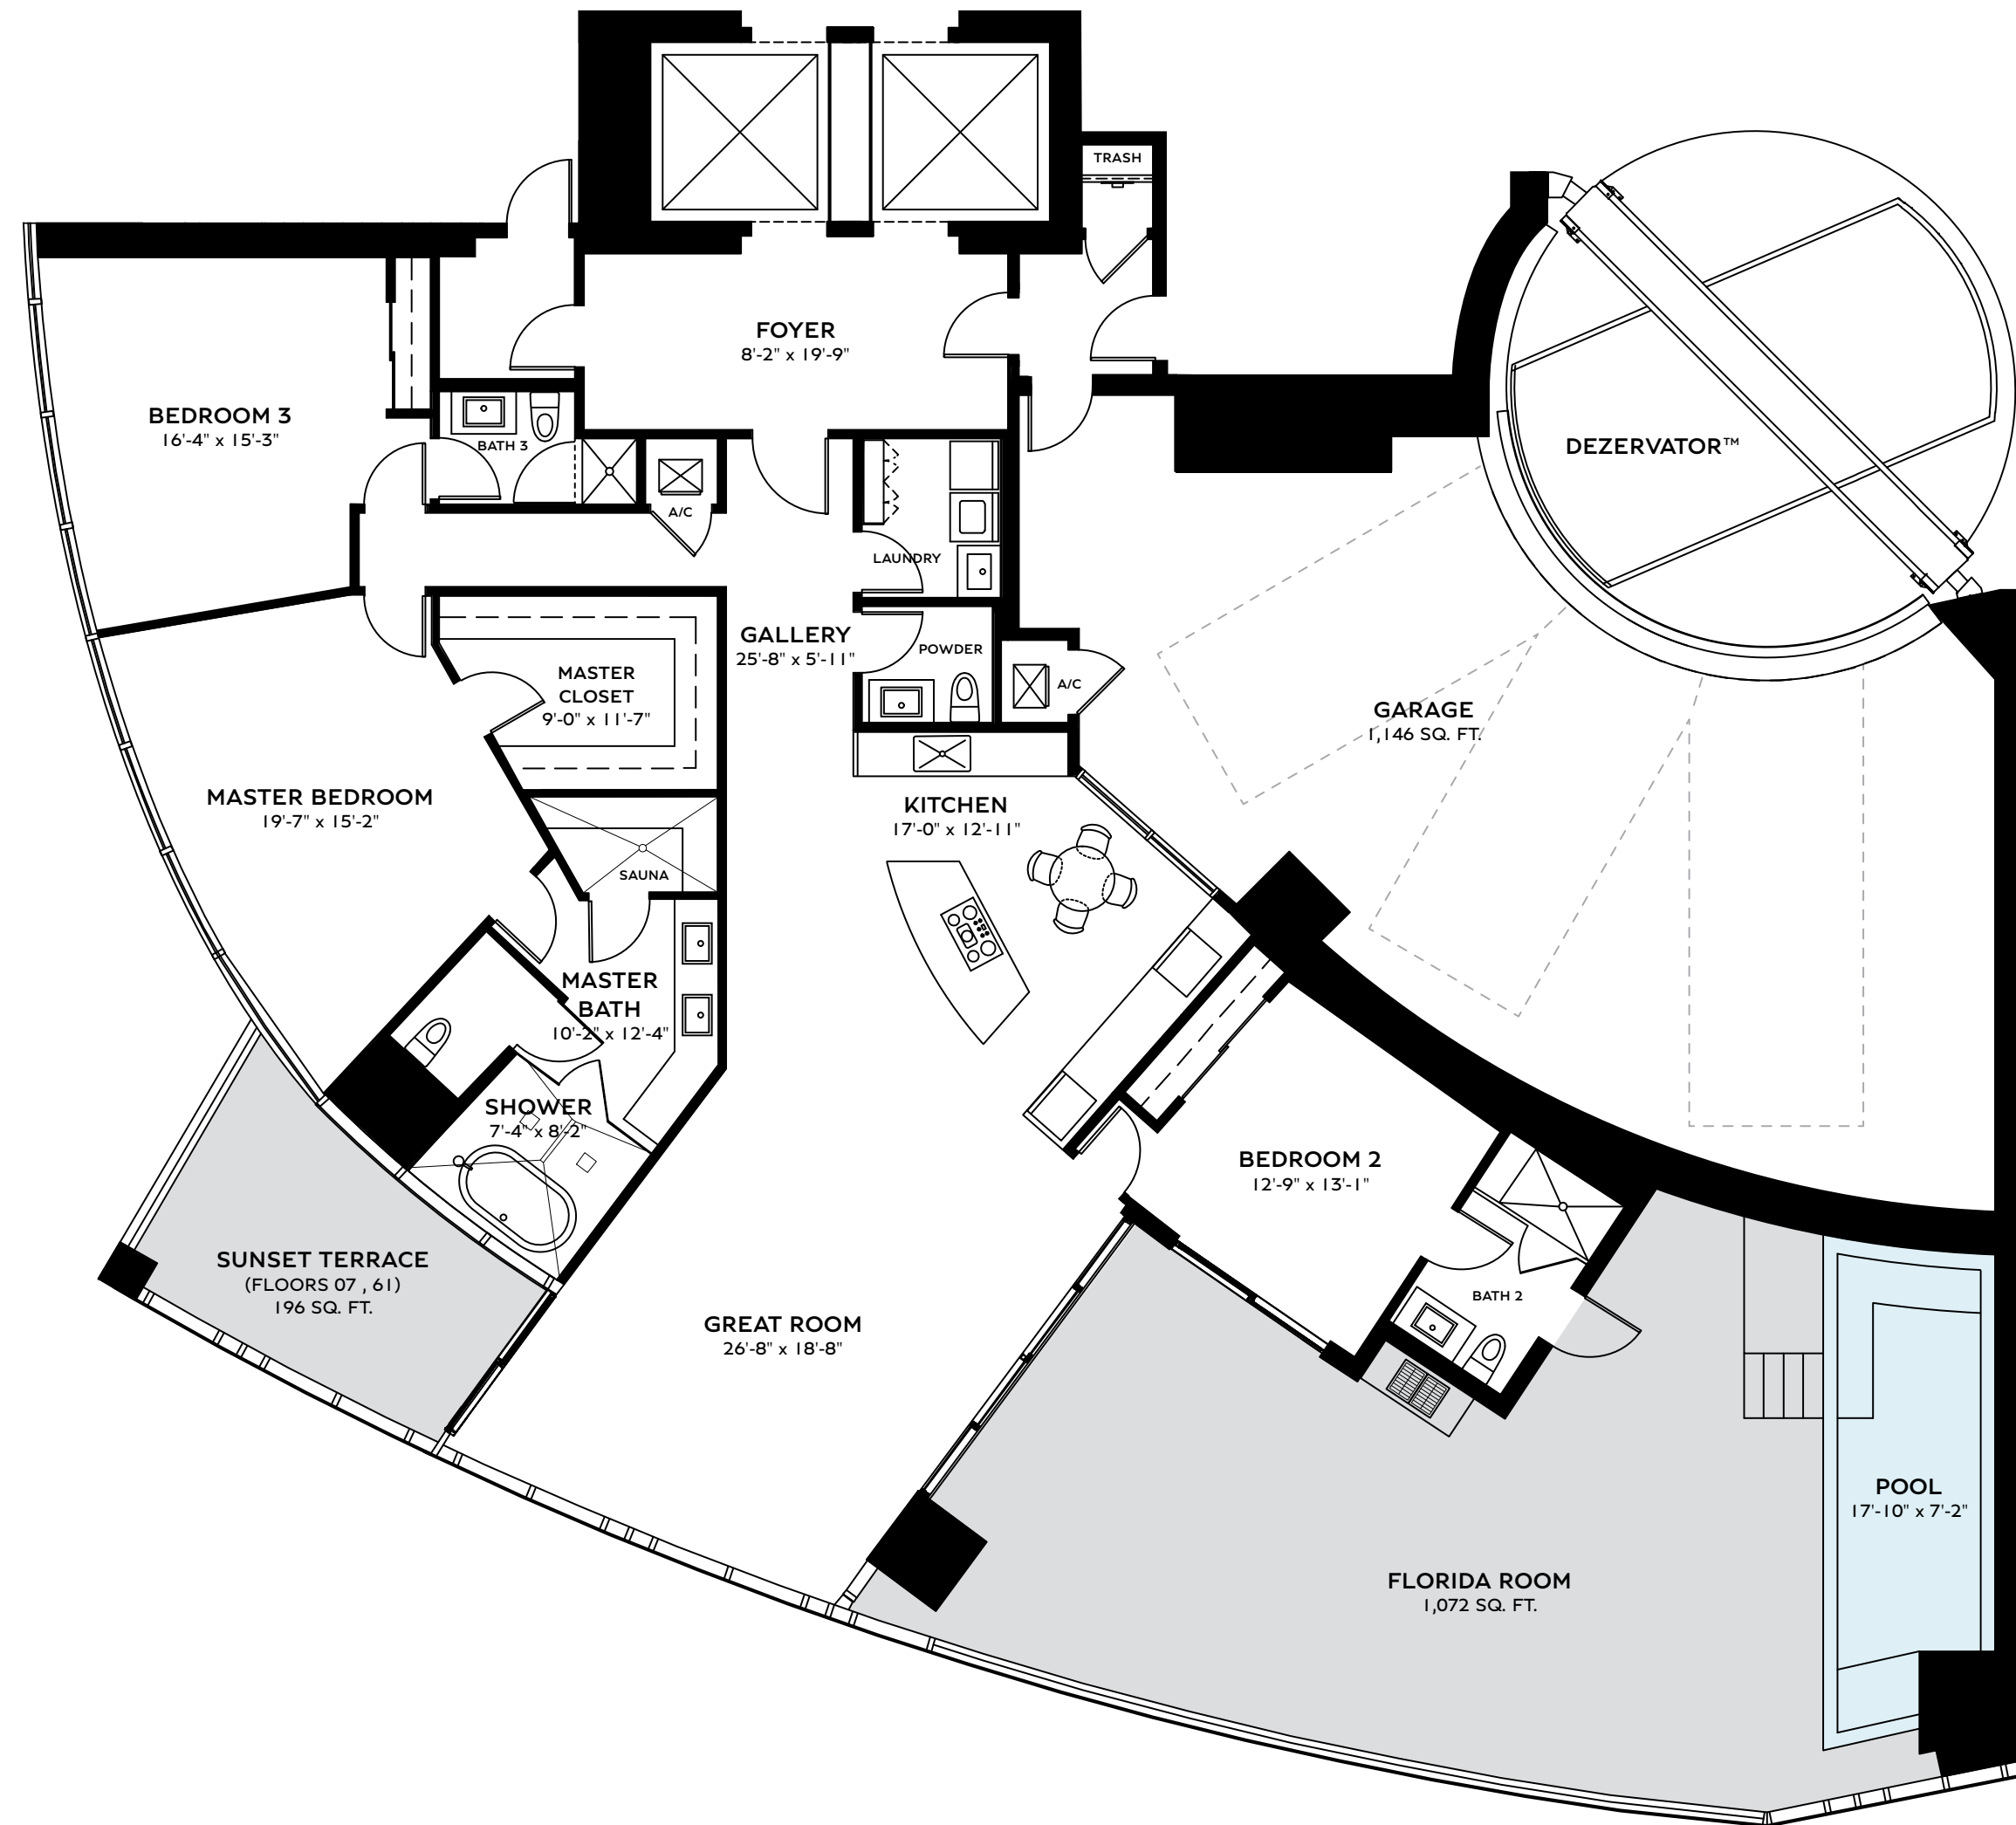 TRASH
FOYER
8'-2" x 19'-9"
BEDROOM 3
16'-4" x 15'-3"
BATH 3
DEZERVATOR™
A/C
LAUNDRY
GALLERY
25'-8" x 5'-11"
POWDER
MASTER
CLOSET
9'-0" x 11'-7"
A/C
GARAGE
1,146 SQ. FT.
MASTER BEDROOM
19'-7" x 15'-2"
KITCHEN
17'-0" x 12'-11"
SAUNA
MASTER
BATH
10'-2" x 12'-4"
SHOWER
7'-4" x 8'-2"
BEDROOM 2
12'-9" x 13'-1"
SUNSET TERRACE
(FLOORS 07 , 61)
196 SQ. FT.
BATH 2
GREAT ROOM
26'-8" x 18'-8"
POOL
17'-10" x 7'-2"
FLORIDA ROOM
1,072 SQ. FT.